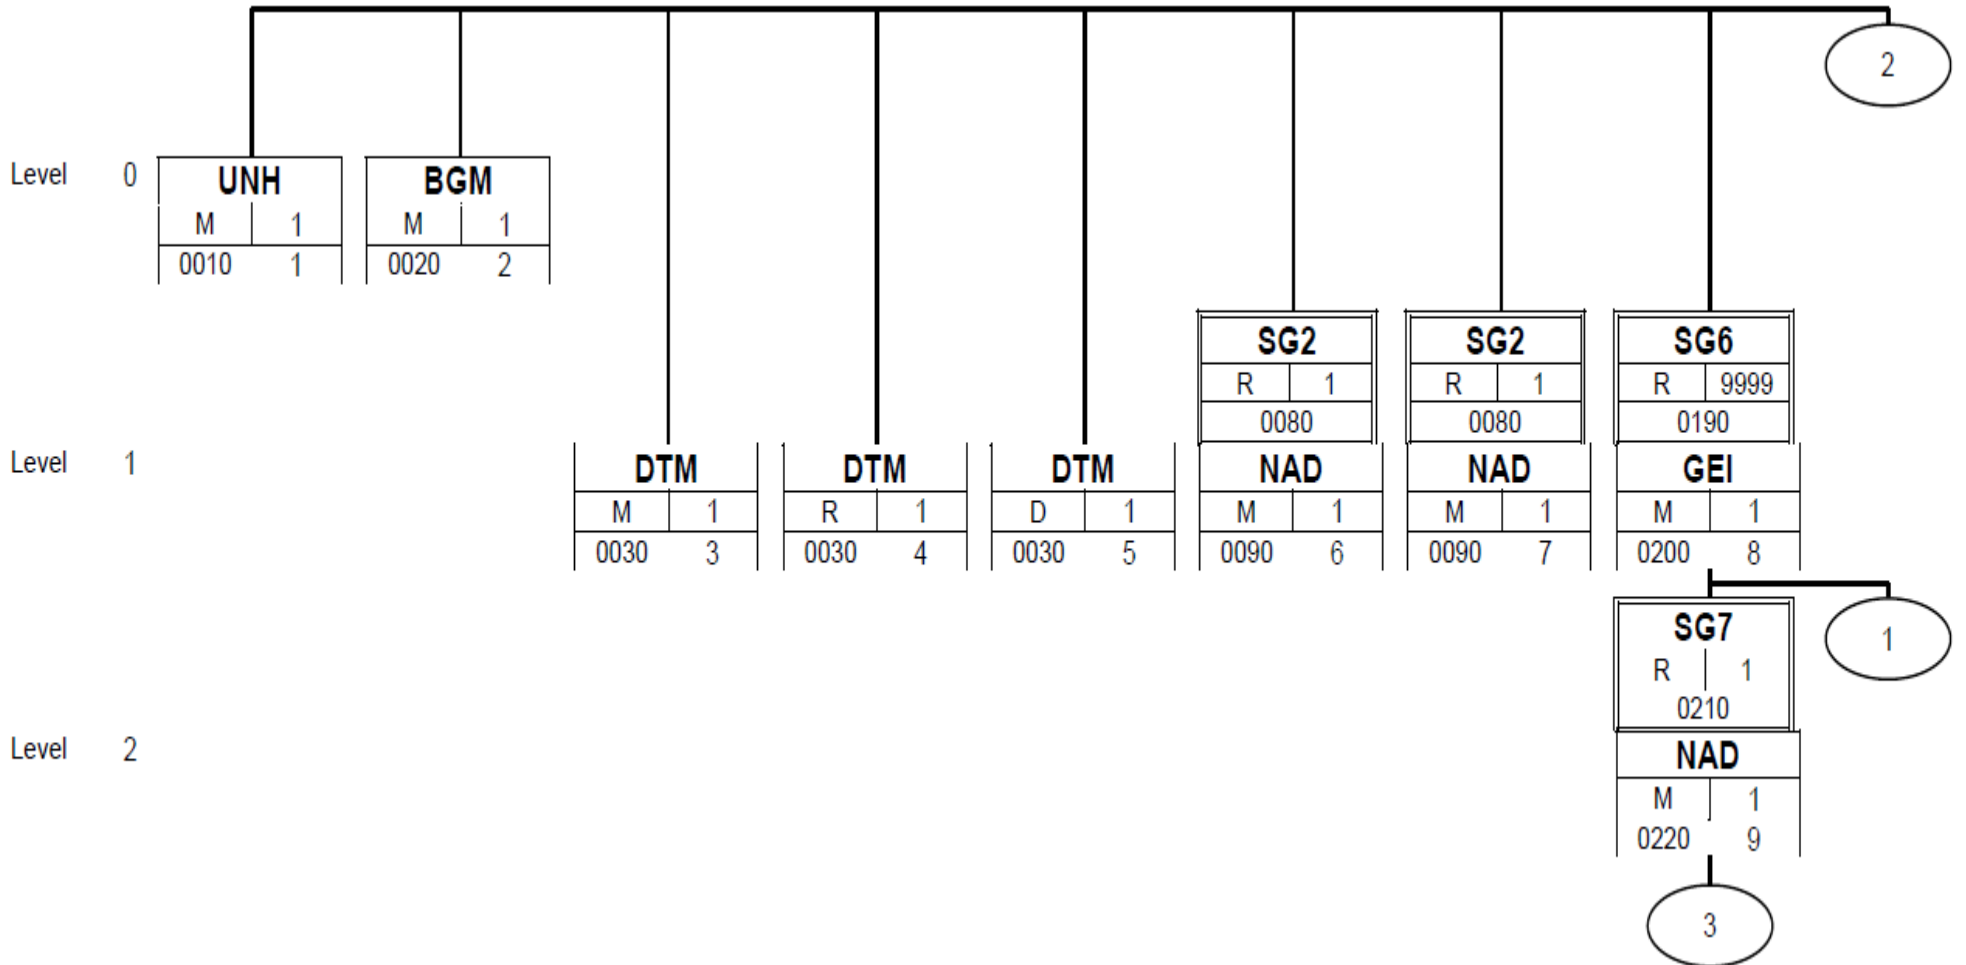 2
Level 0
UNH
M 1
0010 1
BGM
M 1
0020 2
SG2
R 1
0080
SG2
R 1
0080
SG6
R 9999
0190
Level 1
DTM
M 1
0030 3
DTM
R 1
0030 4
DTM
D 1
0030 5
NAD
M 1
0090 6
NAD
M 1
0090 7
GEI
M 1
0200 8
SG7
R 1
0210
1
Level 2
NAD
M 1
0220 9
3